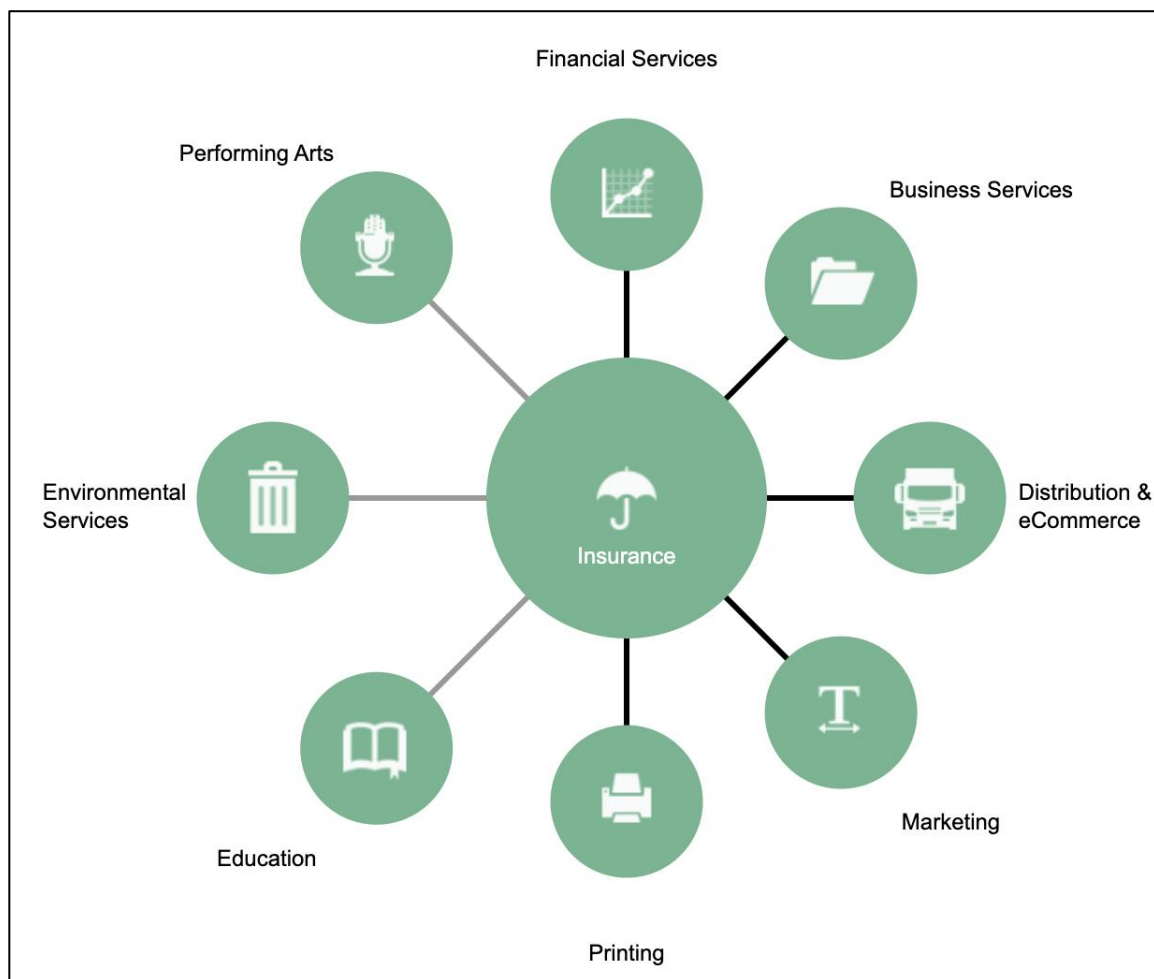 Financial Services
Performing Arts
Business Services
Environmental
Services
Insurance
Distribution &
eCommerce
T
Marketing
Education
Printing